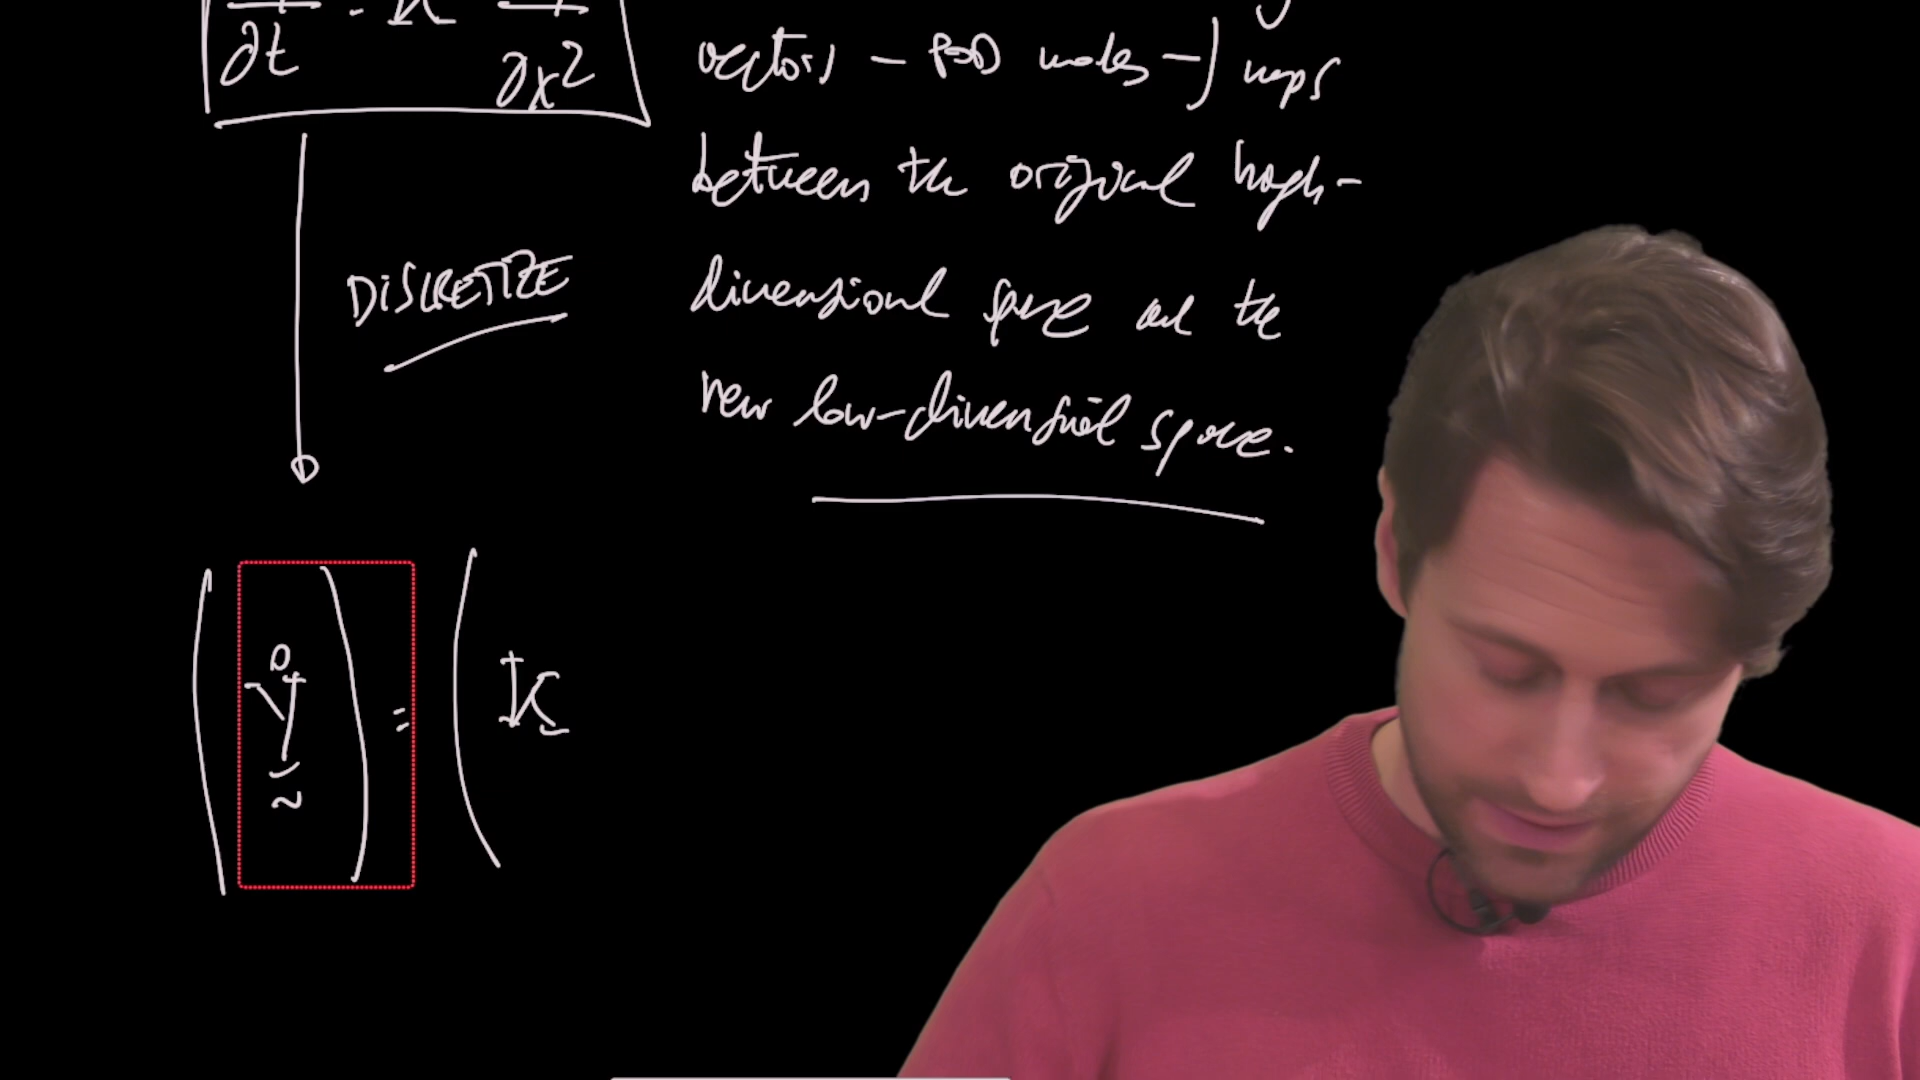 ∂t = K ∂x2
vectors – POD modes –) maps
between the original high-
DISCRETIZE
dimensional space and the
new low-dimensional space.
( ẏ ) = ( K